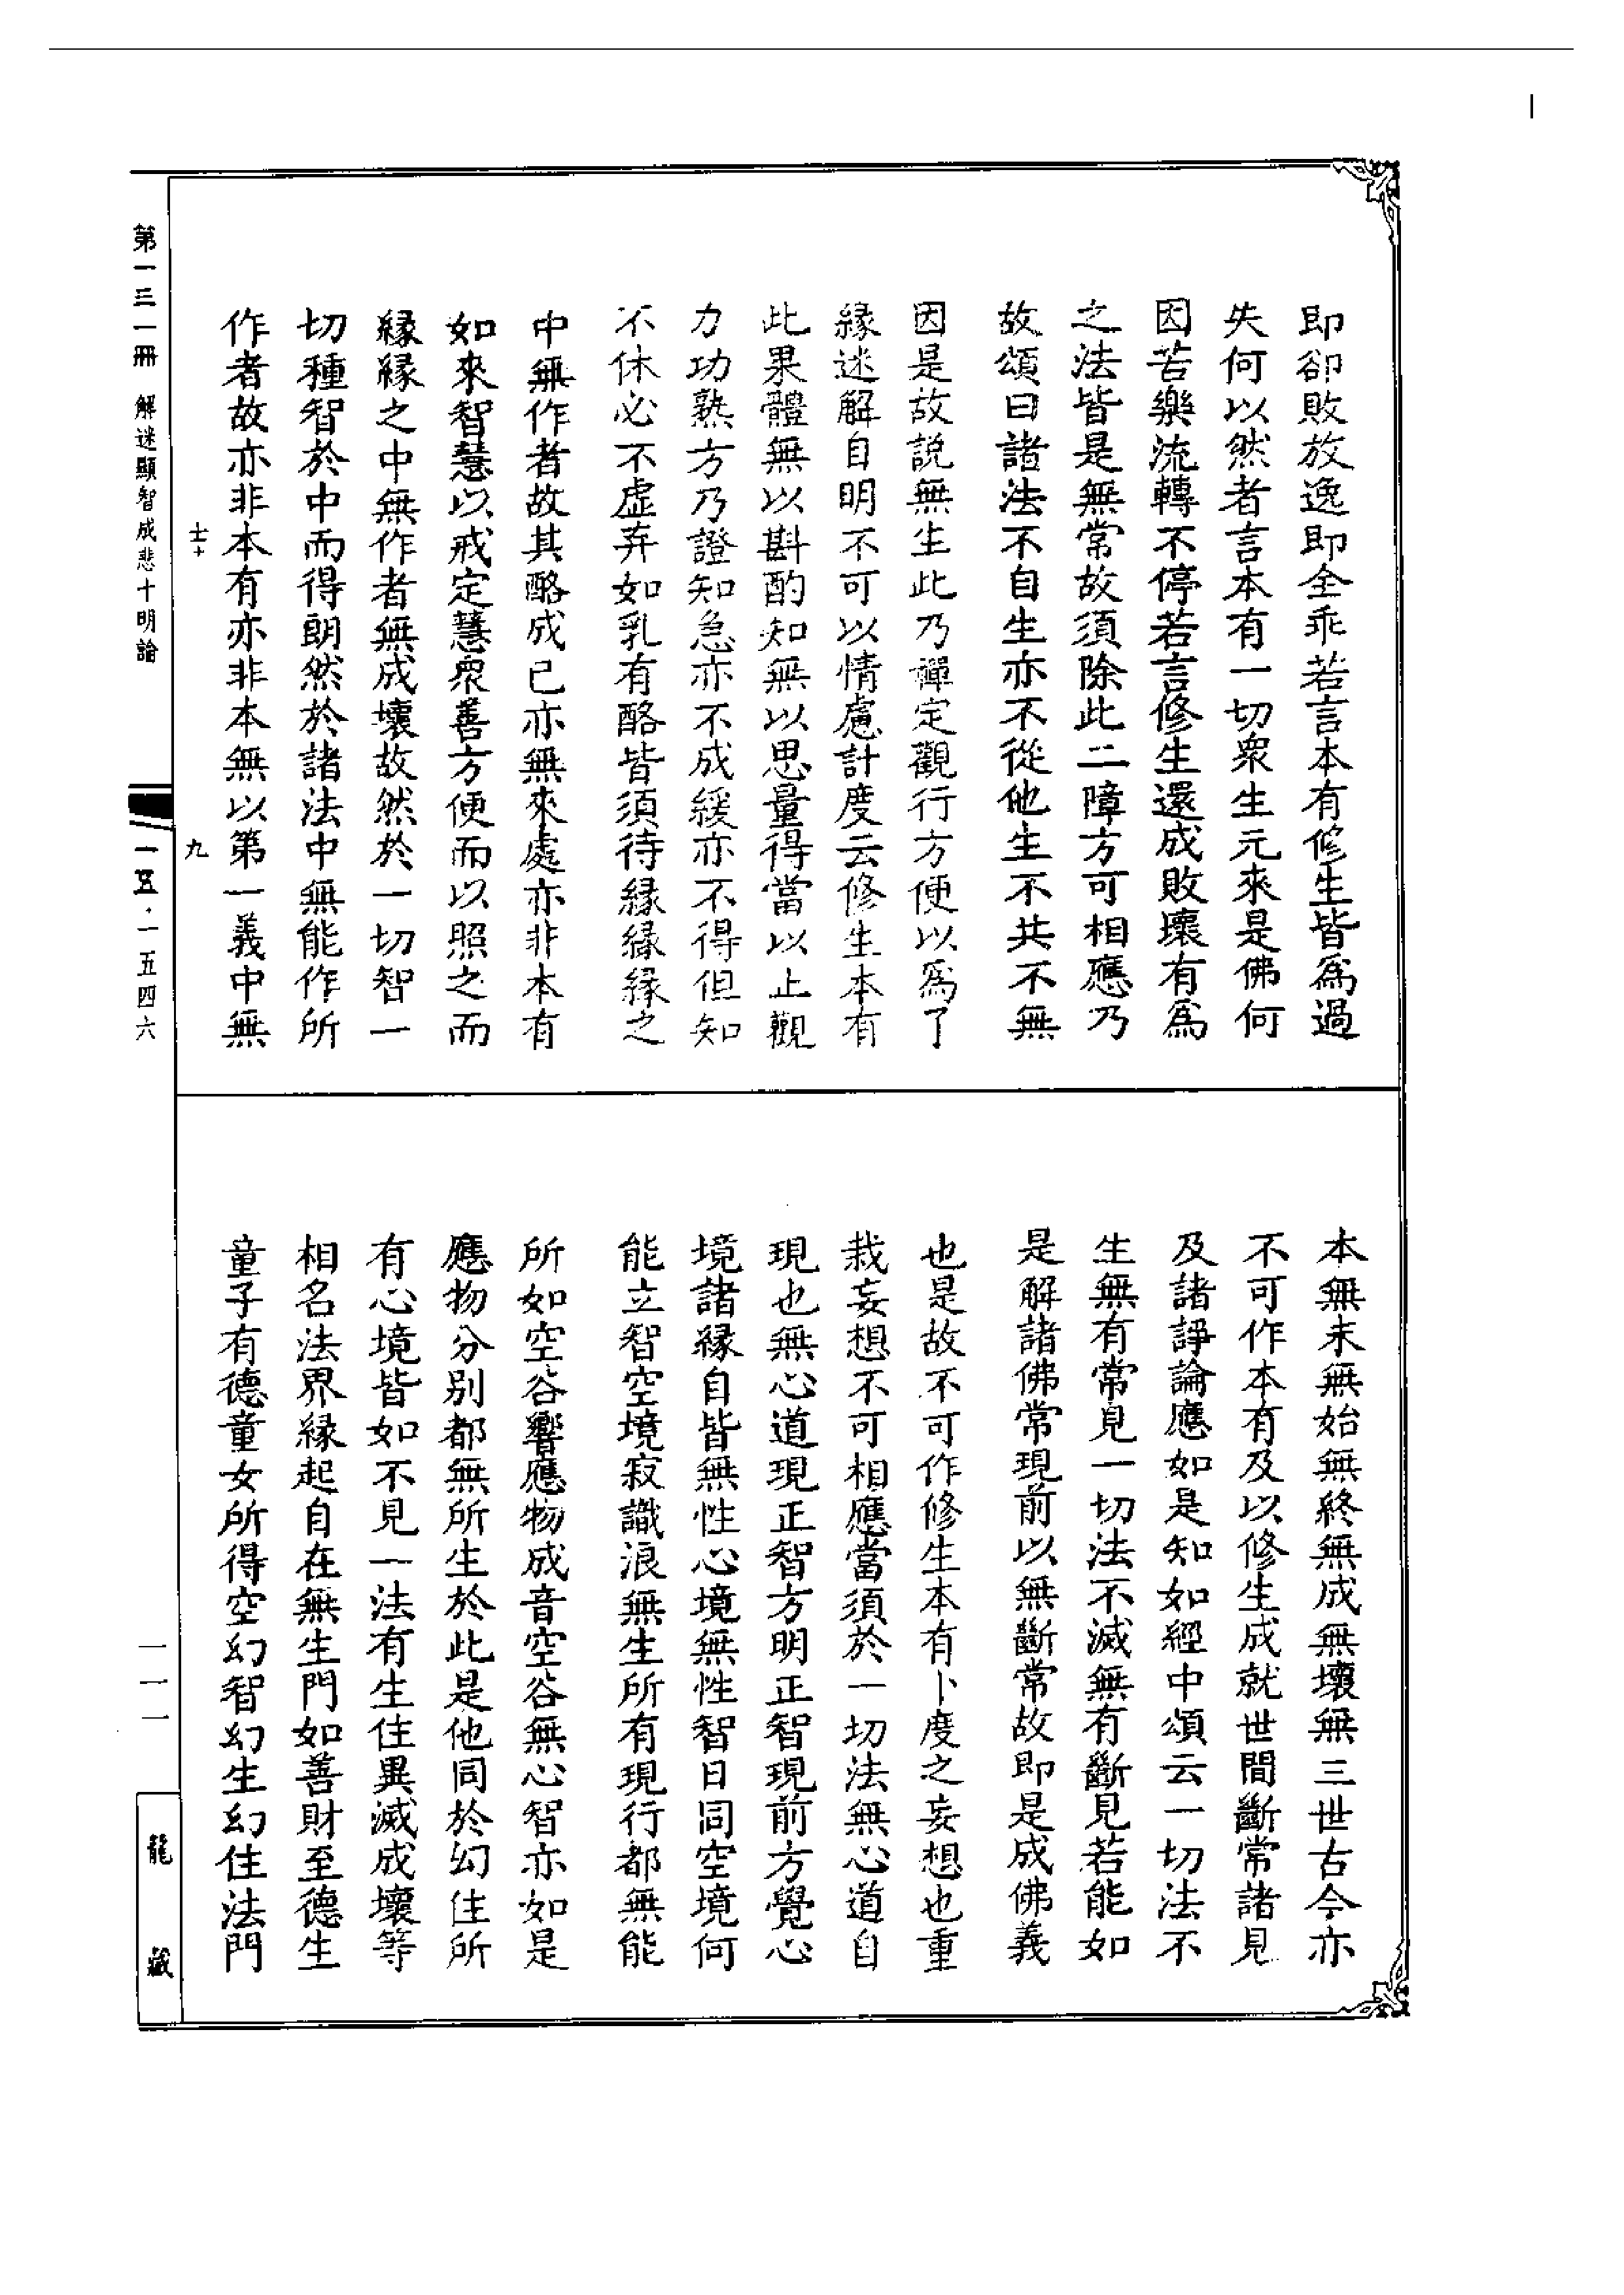 即卻敗放逸即全乖若言本有修生皆為過
失何以然者言本有一切衆生元來是佛何
因苦樂流轉不停若言修生還成敗壞有為
之法皆是無常故須除此二障方可相應乃
故頌曰諸法不自生亦不從他生不共不無
因是故說無生此乃禪定觀行方便以為了
緣迷解自明不可以情慮計度云修生本有
此果體無以斟酌知無以思量得當以止觀
力功熟方乃證知急亦不成緩亦不得但知
不休必不虛弃如乳有酪皆須待緣緣緣之
中無作者故其酪成已亦無來處亦非本有
如來智慧以戒定慧衆善方便而以照之而
緣緣之中無作者無成壞故然於一切智一
切種智於中而得朗然於諸法中無能作所
作者故亦非本有亦非本無以第一義中無
本無末無始無終無成無壞無三世古今亦
不可作本有及以修生成就世間斷常諸見
及諸諍論應如是知如經中頌云一切法不
生無有常見一切法不滅無有斷見若能如
是解諸佛常現前以無斷常故即是成佛義
也是故不可作修生本有卜度之妄想也重
栽妄想不可相應當須於一切法無心道自
現也無心道現正智方明正智現前方覺心
境諸緣自皆無性心境無性智日同空境何
能立智空境寂識浪無生所有現行都無能
所如空谷響應物成音空谷無心智亦如是
應物分別都無所生於此是他同於幻住所
有心境皆如不見一法有生住異滅成壞等
相名法界緣起自在無生門如善財至德生
童子有德童女所得空幻智幻生幻住法門
第一三一冊 解迷顯智成悲十明論
一五·一五四六
士十
九
一一一
龍藏